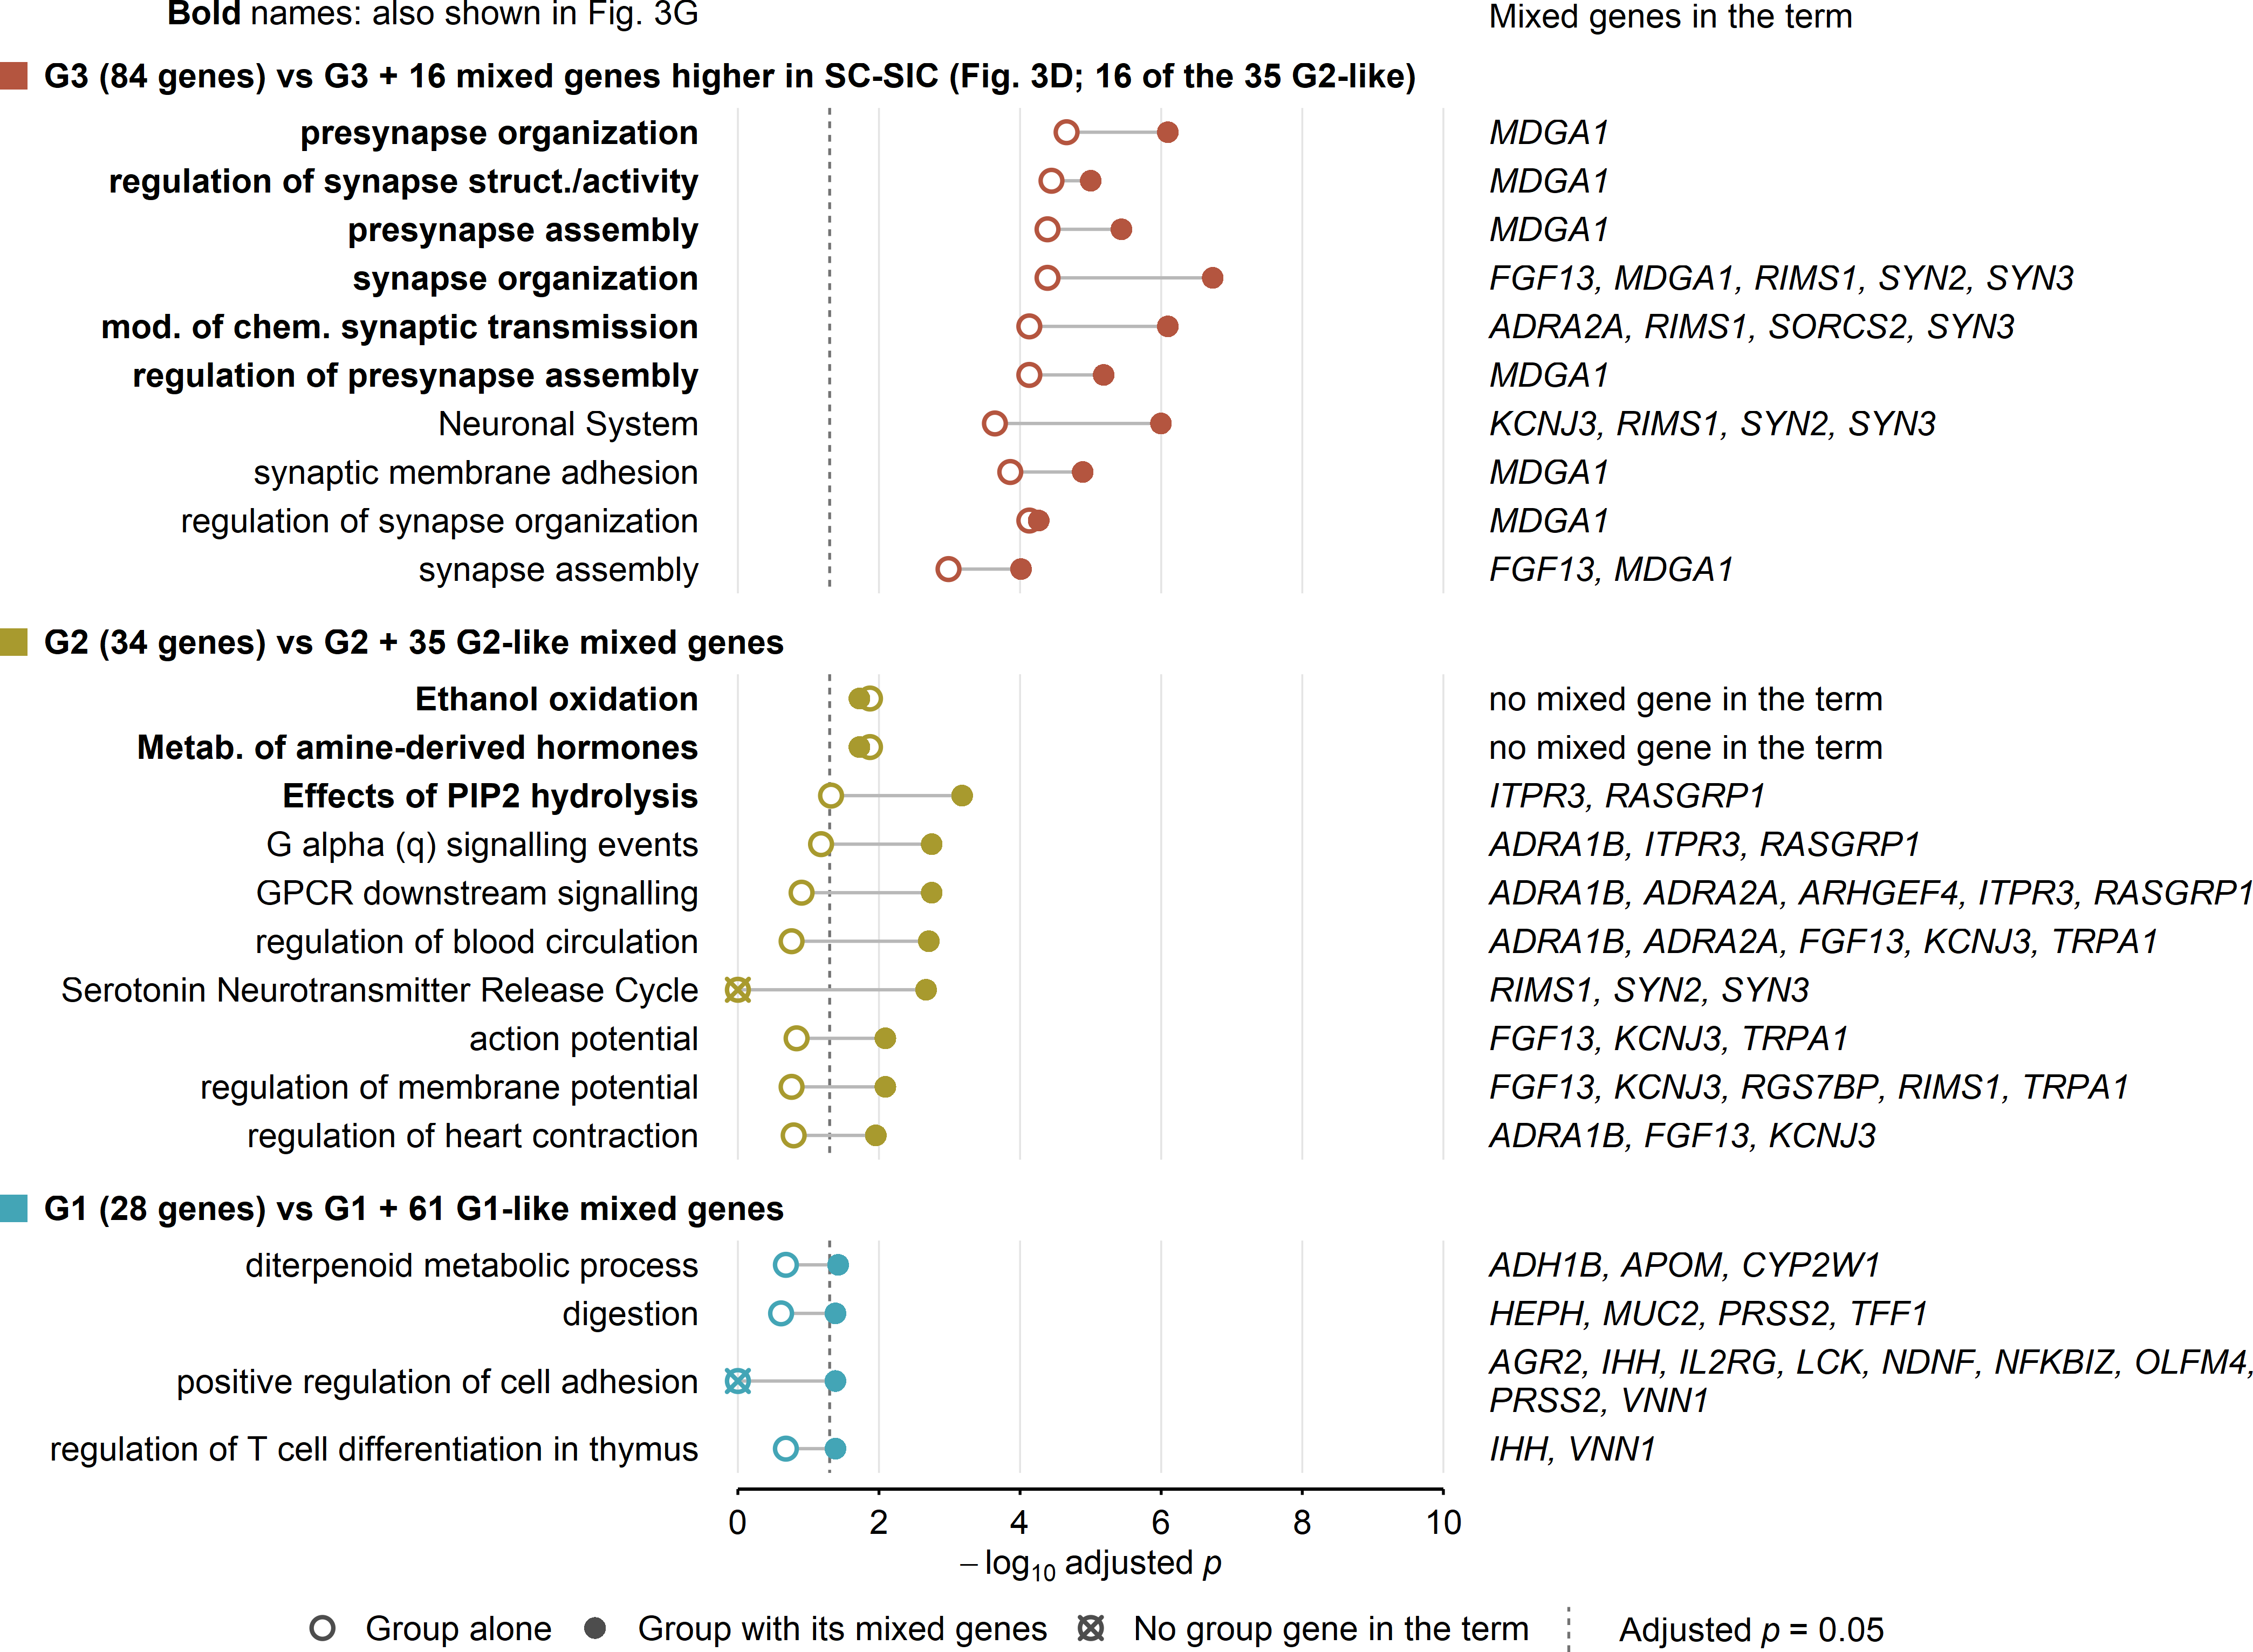 Bold names: also shown in Fig. 3G
Mixed genes in the term
G3 (84 genes) vs G3 + 16 mixed genes higher in SC-SIC (Fig. 3D; 16 of the 35 G2-like)
presynapse organization MDGA1
regulation of synapse struct./activity MDGA1
presynapse assembly MDGA1
synapse organization FGF13, MDGA1, RIMS1, SYN2, SYN3
mod. of chem. synaptic transmission ADRA2A, RIMS1, SORCS2, SYN3
regulation of presynapse assembly MDGA1
Neuronal System KCNJ3, RIMS1, SYN2, SYN3
synaptic membrane adhesion MDGA1
regulation of synapse organization MDGA1
synapse assembly FGF13, MDGA1
G2 (34 genes) vs G2 + 35 G2-like mixed genes
Ethanol oxidation no mixed gene in the term
Metab. of amine-derived hormones no mixed gene in the term
Effects of PIP2 hydrolysis ITPR3, RASGRP1
G alpha (q) signalling events ADRA1B, ITPR3, RASGRP1
GPCR downstream signalling ADRA1B, ADRA2A, ARHGEF4, ITPR3, RASGRP1
regulation of blood circulation ADRA1B, ADRA2A, FGF13, KCNJ3, TRPA1
Serotonin Neurotransmitter Release Cycle RIMS1, SYN2, SYN3
action potential FGF13, KCNJ3, TRPA1
regulation of membrane potential FGF13, KCNJ3, RGS7BP, RIMS1, TRPA1
regulation of heart contraction ADRA1B, FGF13, KCNJ3
G1 (28 genes) vs G1 + 61 G1-like mixed genes
diterpenoid metabolic process ADH1B, APOM, CYP2W1
digestion HEPH, MUC2, PRSS2, TFF1
positive regulation of cell adhesion AGR2, IHH, IL2RG, LCK, NDNF, NFKBIZ, OLFM4,
PRSS2, VNN1
regulation of T cell differentiation in thymus IHH, VNN1
0 2 4 6 8 10
−log10 adjusted p
Group alone Group with its mixed genes No group gene in the term Adjusted p = 0.05